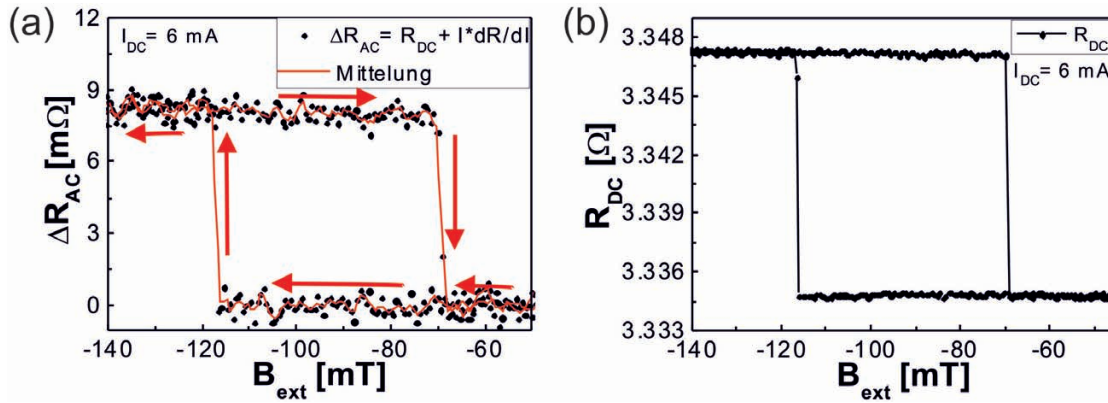 (a)
12
9
6
3
0
ΔR_AC [mΩ]
I_DC = 6 mA
ΔR_AC = R_DC + I*dR/dI
Mittelung
-140 -120 -100 -80 -60
B_ext [mT]
(b)
3.348
3.345
3.342
3.339
3.336
3.333
R_DC [Ω]
R_DC
I_DC = 6 mA
-140 -120 -100 -80 -60
B_ext [mT]